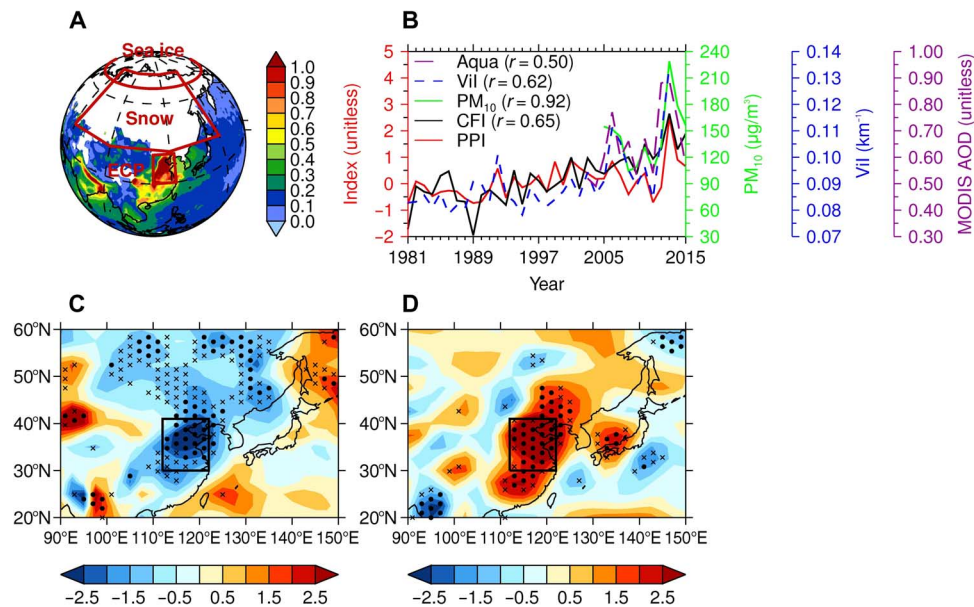 A
Sea ice
Snow
ECP
1.0
0.9
0.8
0.7
0.6
0.5
0.4
0.3
0.2
0.1
0.0
B
Aqua (r = 0.50)
Vil (r = 0.62)
PM₁₀ (r = 0.92)
CFI (r = 0.65)
PPI
Index (unitless)
5
4
3
2
1
0
−1
−2
1981 1989 1997 2005 2015
Year
240
210
180
150
120
90
60
30
PM₁₀ (µg/m³)
0.14
0.13
0.12
0.11
0.10
0.09
0.08
0.07
Vil (km⁻¹)
1.00
0.90
0.80
0.70
0.60
0.50
0.40
0.30
MODIS AOD (unitless)
C
60°N
50°N
40°N
30°N
20°N
90°E 100°E 110°E 120°E 130°E 140°E 150°E
−2.5 −1.5 −0.5 0.5 1.5 2.5
D
60°N
50°N
40°N
30°N
20°N
90°E 100°E 110°E 120°E 130°E 140°E 150°E
−2.5 −1.5 −0.5 0.5 1.5 2.5